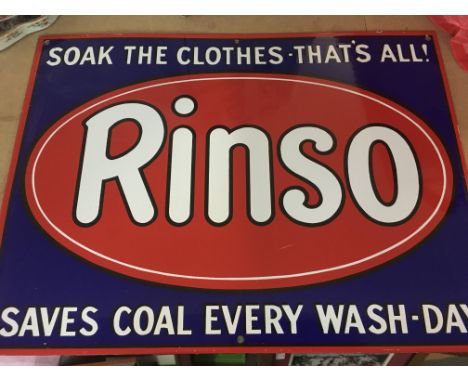 SOAK THE CLOTHES-THAT'S ALL!
Rinso
SAVES COAL EVERY WASH-DAY